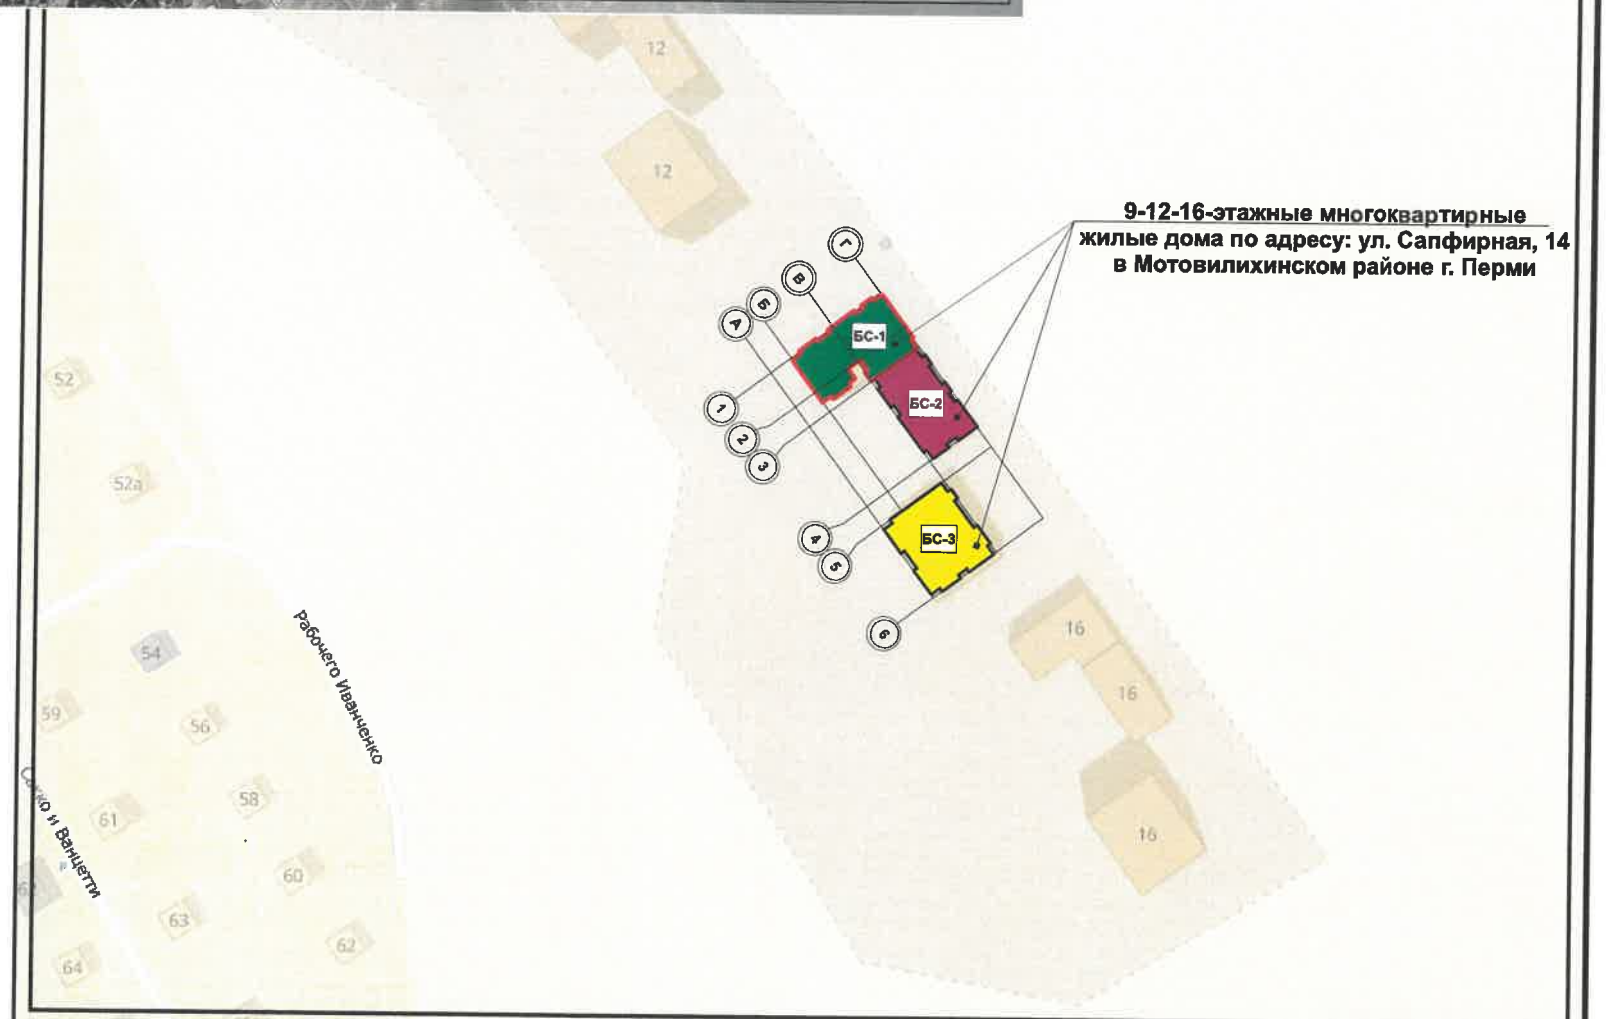 12
12
9-12-16-этажные многоквартирные
жилые дома по адресу: ул. Сапфирная, 14
в Мотовилихинском районе г. Перми
Г
В
Б
А
БС-1
1
2
3
БС-2
4
5
БС-3
6
52
52а
54
59
56
58
61
60
63
62
64
Рабочего Иванченко
Сакко и Ванцетти
16
16
16